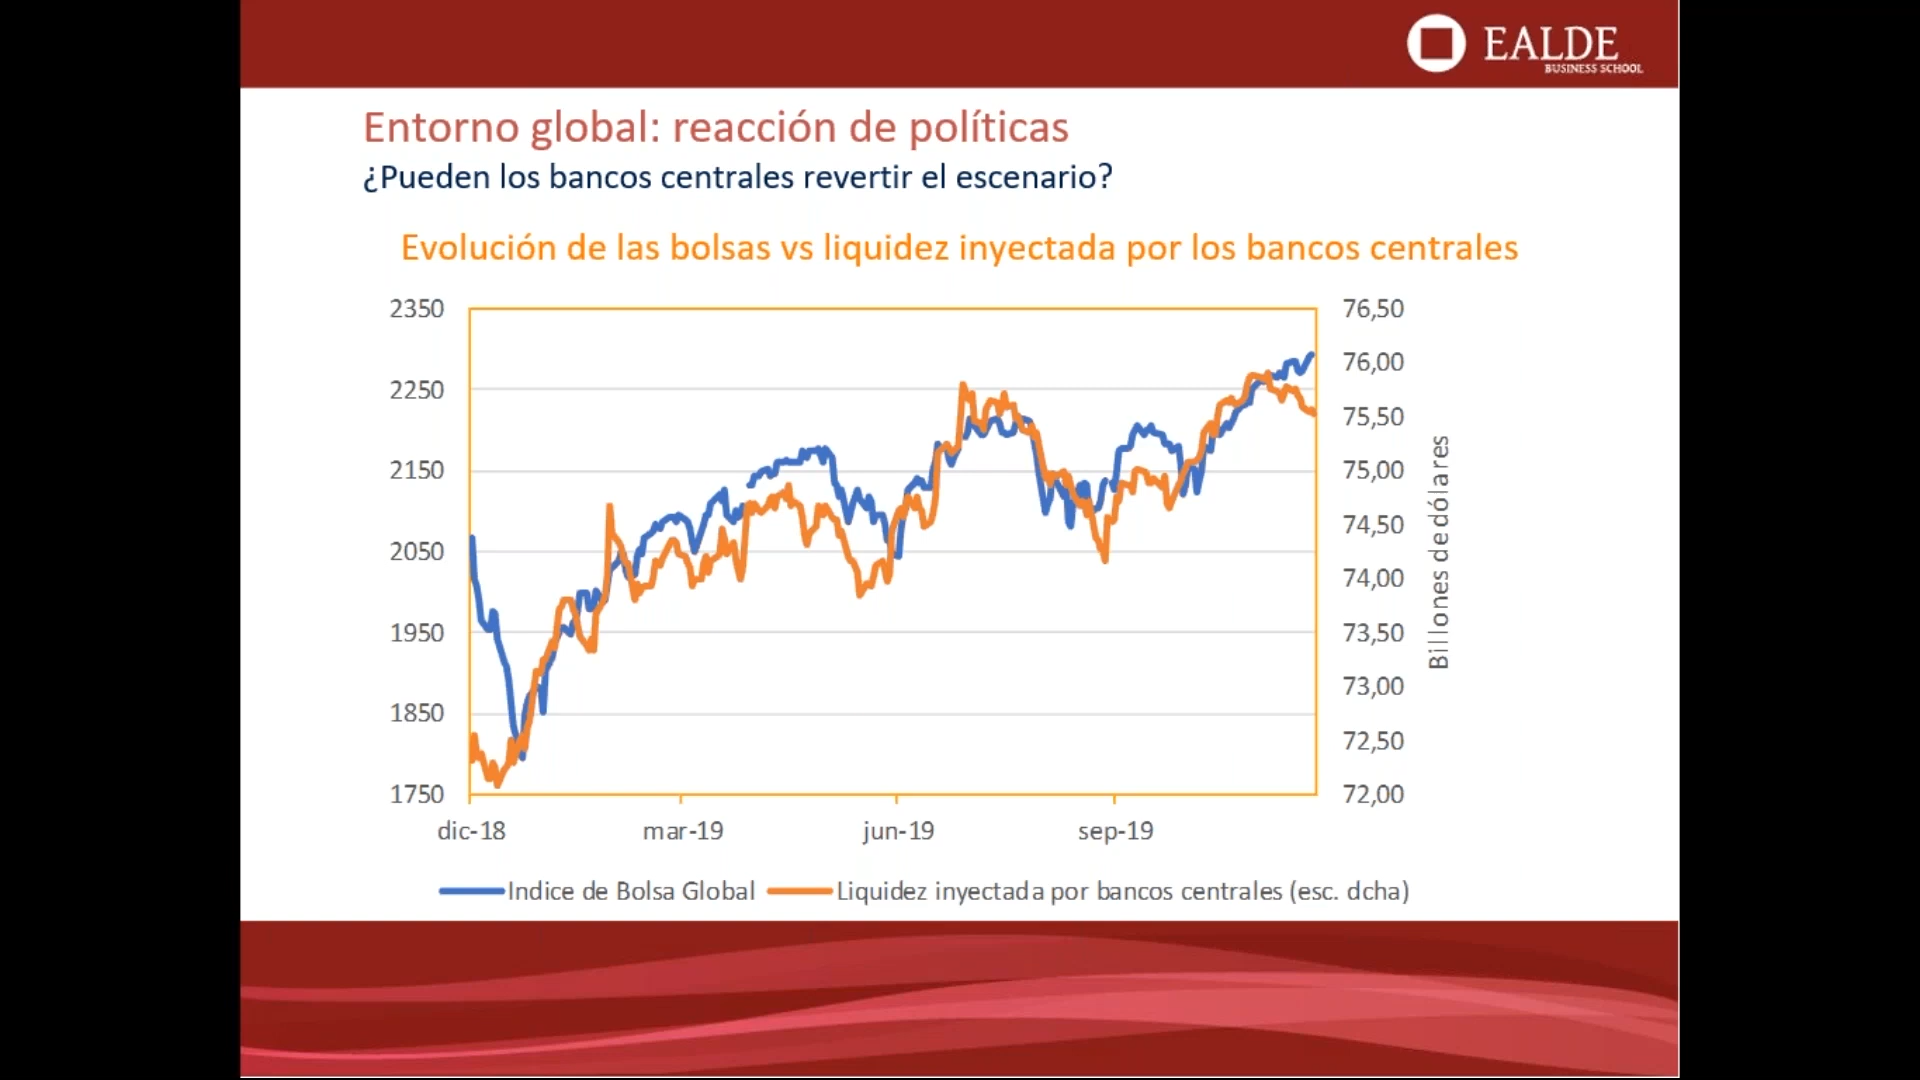 EALDE
BUSINESS SCHOOL
Entorno global: reacción de políticas
¿Pueden los bancos centrales revertir el escenario?
Evolución de las bolsas vs liquidez inyectada por los bancos centrales
2350
2250
2150
2050
1950
1850
1750
76,50
76,00
75,50
75,00
74,50
74,00
73,50
73,00
72,50
72,00
Billones de dólares
dic-18
mar-19
jun-19
sep-19
Indice de Bolsa Global
Liquidez inyectada por bancos centrales (esc. dcha)